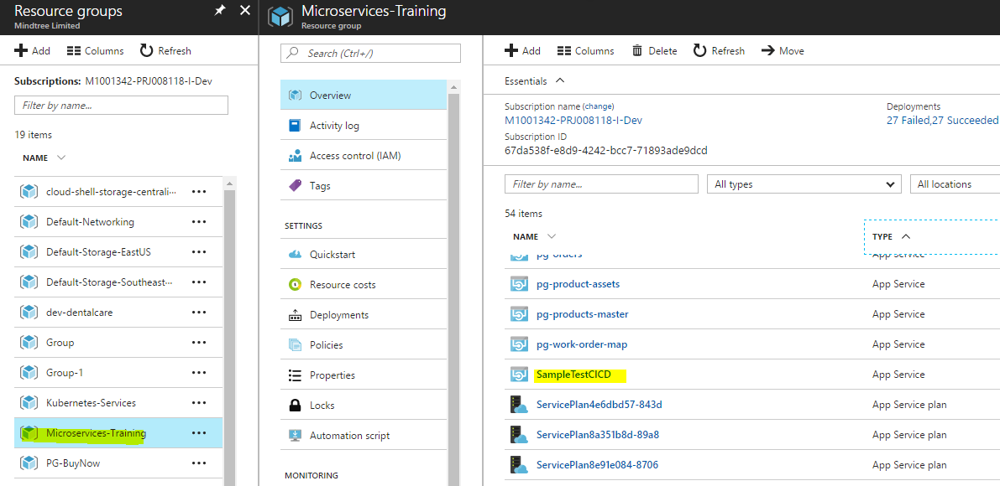 Resource groups
Mindtree Limited
Add
Columns
Refresh
Subscriptions: M1001342-PRJ008118-I-Dev
Filter by name...
19 items
NAME
cloud-shell-storage-centrali...
Default-Networking
Default-Storage-EastUS
Default-Storage-Southeast...
dev-dentalcare
Group
Group-1
Kubernetes-Services
Microservices-Training
PG-BuyNow
Microservices-Training
Resource group
Search (Ctrl+/)
Overview
Activity log
Access control (IAM)
Tags
SETTINGS
Quickstart
Resource costs
Deployments
Policies
Properties
Locks
Automation script
MONITORING
Add
Columns
Delete
Refresh
Move
Essentials
Subscription name (change)
M1001342-PRJ008118-I-Dev
Subscription ID
67da538f-e8d9-4242-bcc7-71893ade9dcd
Deployments
27 Failed,27 Succeeded
Filter by name...
All types
All locations
54 items
NAME
TYPE
pg-orders App Service
pg-product-assets App Service
pg-products-master App Service
pg-work-order-map App Service
SampleTestCICD App Service
ServicePlan4e6dbd57-843d App Service plan
ServicePlan8a351b8d-89a8 App Service plan
ServicePlan8e91e084-8706 App Service plan